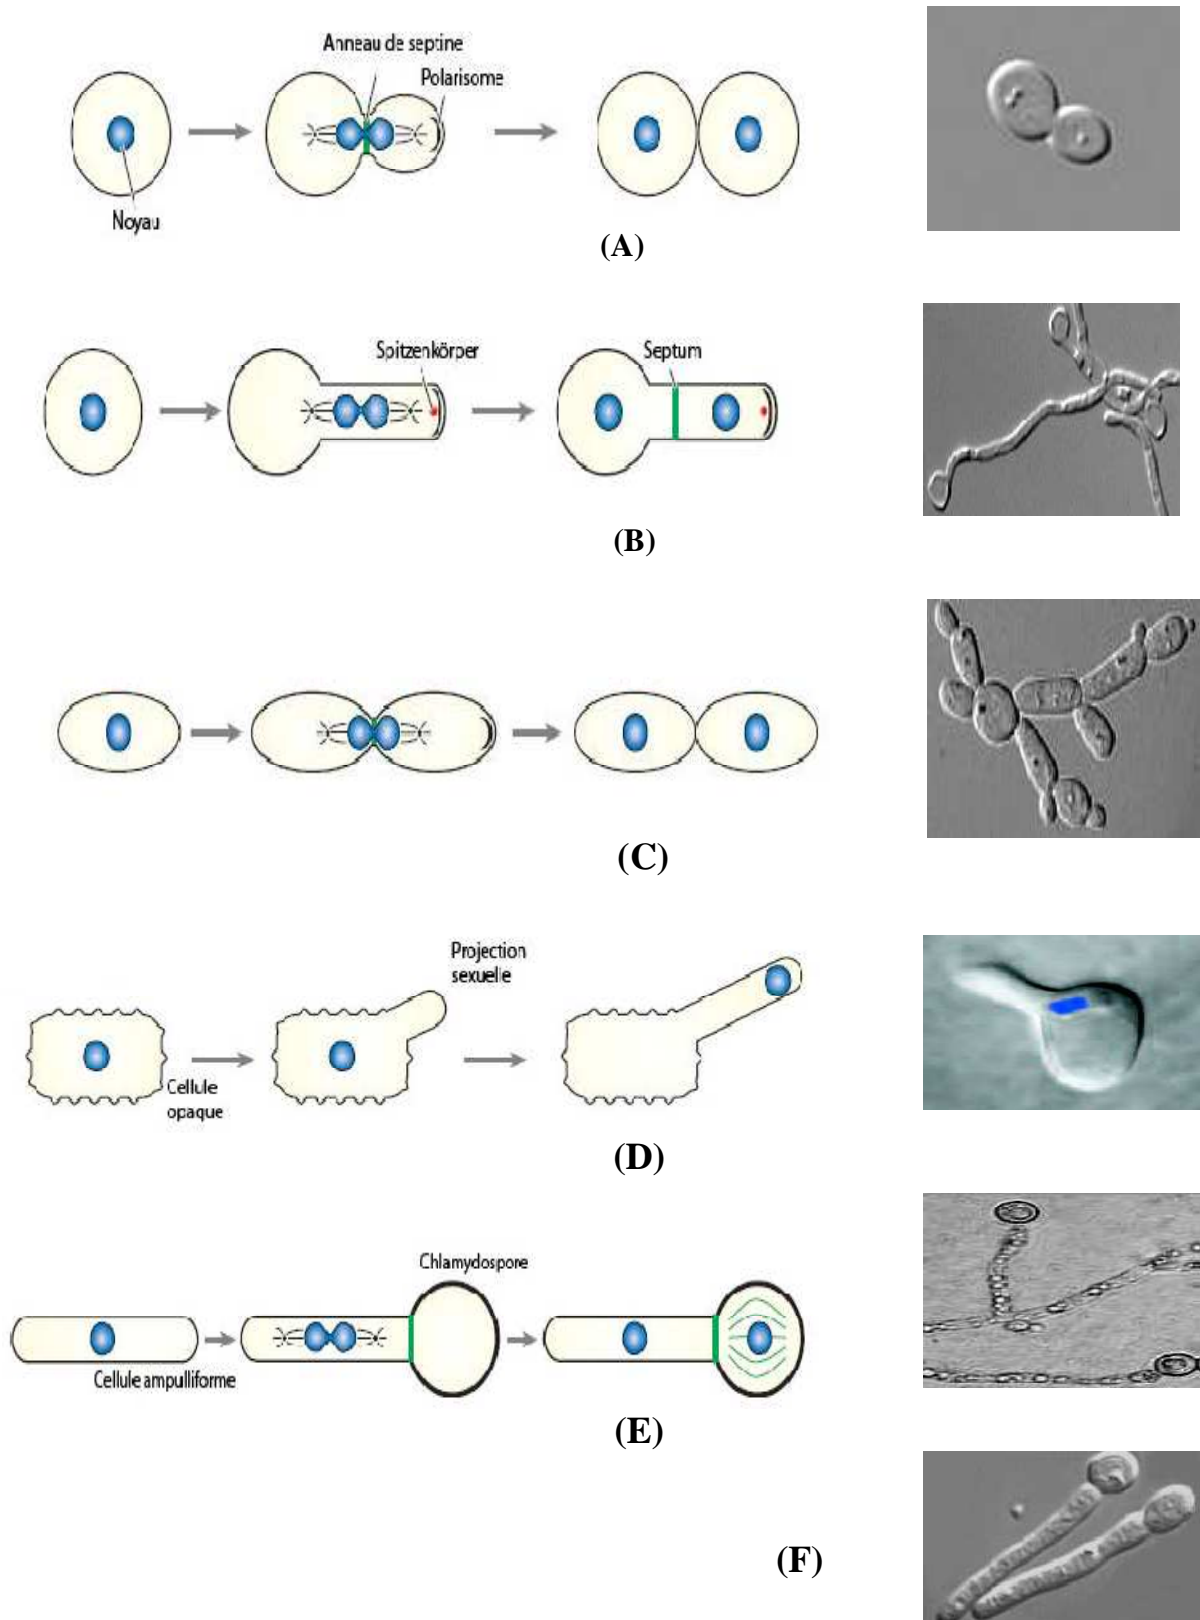 Anneau de septine
Polarisome
Noyau
(A)
Spitzenkörper
Septum
(B)
(C)
Projection
sexuelle
Cellule
opaque
(D)
Chlamydospore
Cellule ampulliforme
(E)
(F)